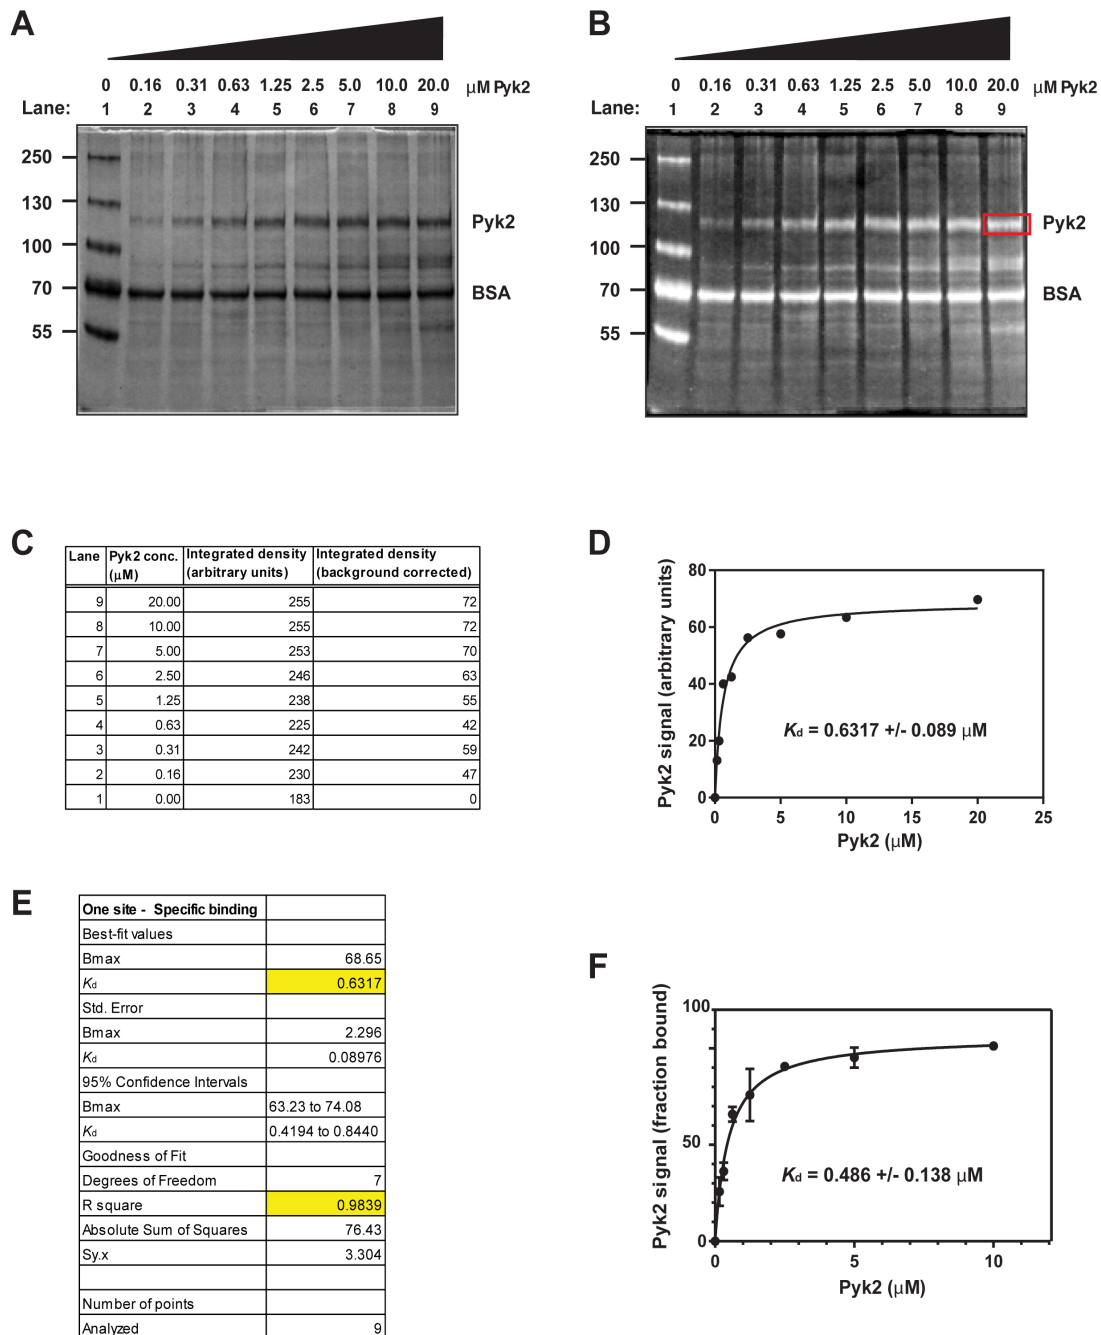 A
0 0.16 0.31 0.63 1.25 2.5 5.0 10.0 20.0 μM Pyk2
Lane: 1 2 3 4 5 6 7 8 9
250
130
100
70
55
Pyk2
BSA
B
0 0.16 0.31 0.63 1.25 2.5 5.0 10.0 20.0 μM Pyk2
Lane: 1 2 3 4 5 6 7 8 9
250
130
100
70
55
Pyk2
BSA
C
Lane Pyk2 conc. (μM) Integrated density (arbitrary units) Integrated density (background corrected)
9 20.00 255 72
8 10.00 255 72
7 5.00 253 70
6 2.50 246 63
5 1.25 238 55
4 0.63 225 42
3 0.31 242 59
2 0.16 230 47
1 0.00 183 0
D
Pyk2 signal (arbitrary units)
80
60
40
20
0
Kd = 0.6317 +/- 0.089 μM
0 5 10 15 20 25
Pyk2 (μM)
E
One site - Specific binding
Best-fit values
Bmax 68.65
Kd 0.6317
Std. Error
Bmax 2.296
Kd 0.08976
95% Confidence Intervals
Bmax 63.23 to 74.08
Kd 0.4194 to 0.8440
Goodness of Fit
Degrees of Freedom 7
R square 0.9839
Absolute Sum of Squares 76.43
Sy.x 3.304
Number of points
Analyzed 9
F
Pyk2 signal (fraction bound)
100
50
0
Kd = 0.486 +/- 0.138 μM
0 5 10
Pyk2 (μM)